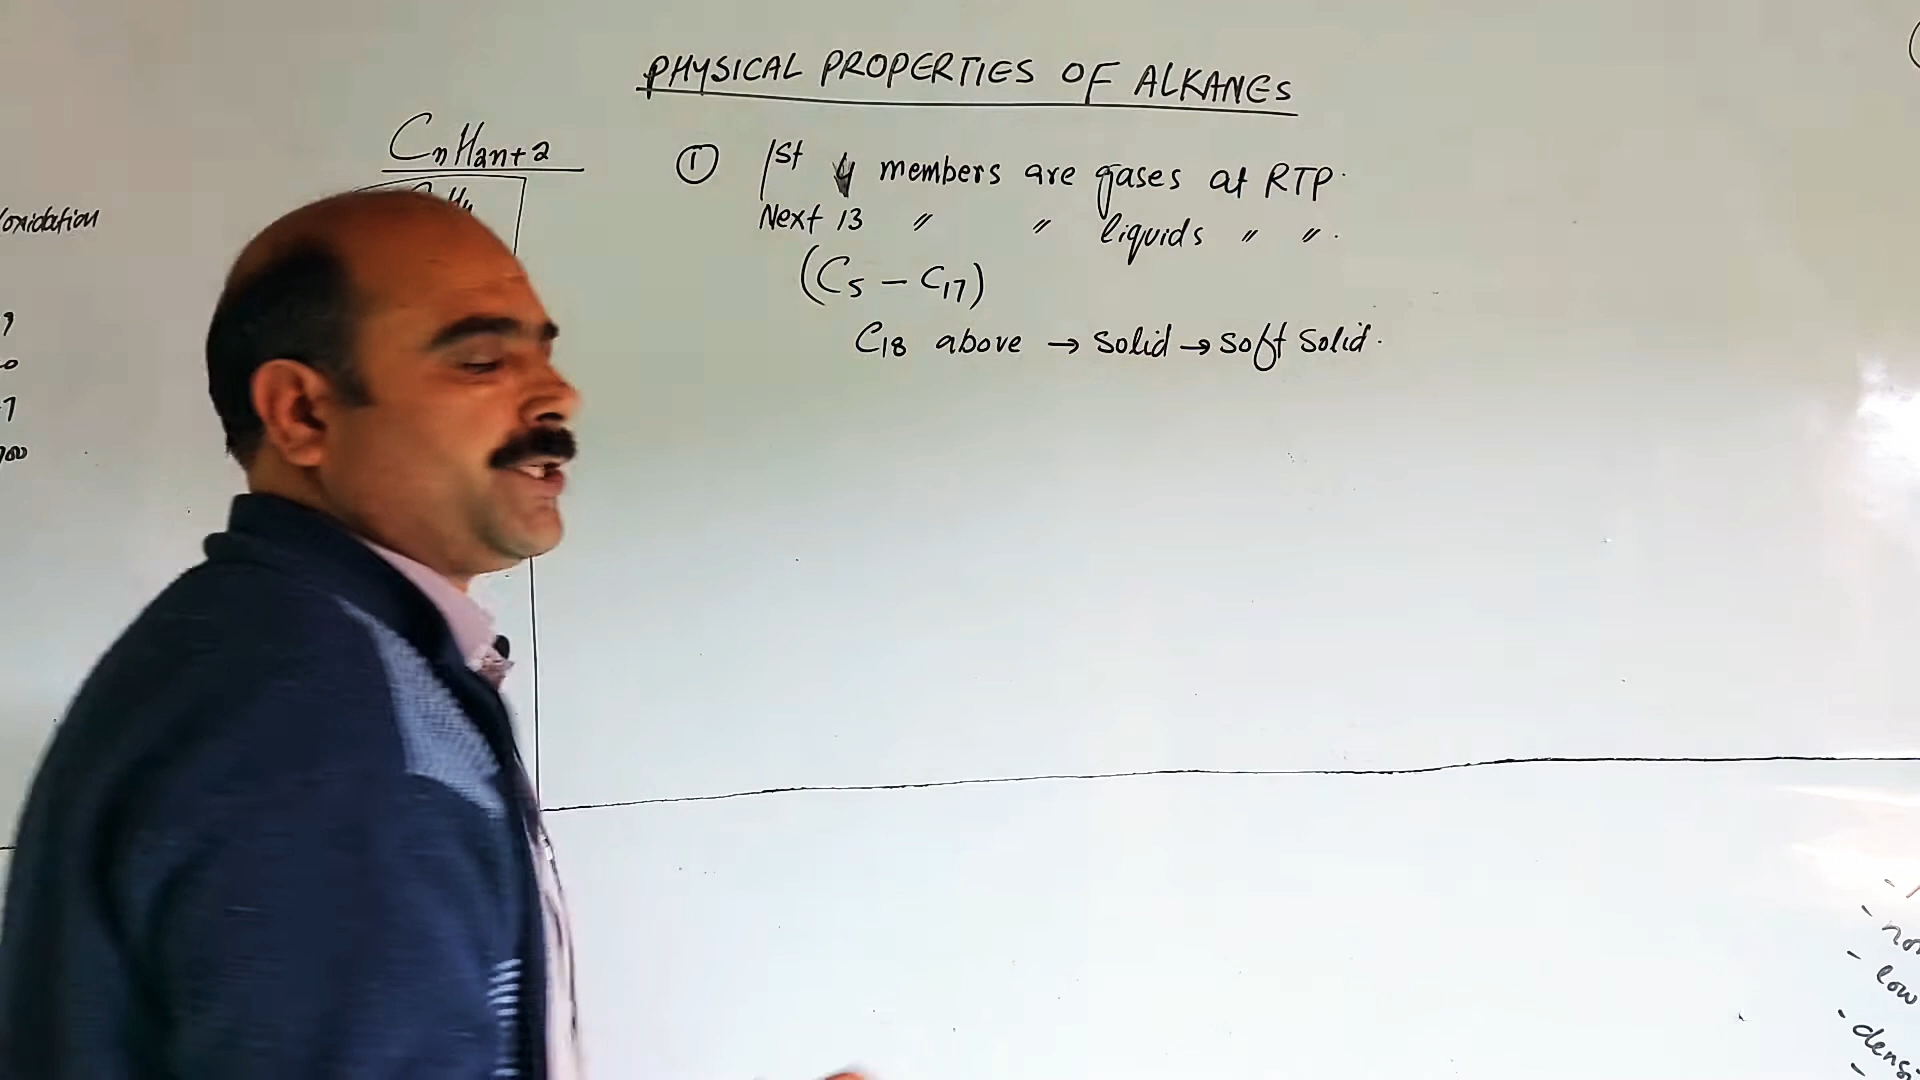 PHYSICAL PROPERTIES OF ALKANES
CnH2n+2
① 1st 4 members are gases at RTP.
Next 13 〃 〃 liquids 〃 〃.
(C5 – C17)
C18 above → solid → soft solid.
oxidation
low